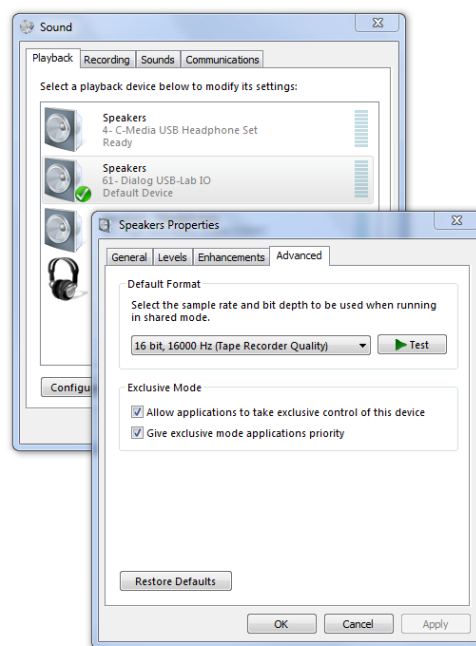 Sound
Playback Recording Sounds Communications
Select a playback device below to modify its settings:
Speakers
4- C-Media USB Headphone Set
Ready
Speakers
61- Dialog USB-Lab IO
Default Device
Configu
Speakers Properties
General Levels Enhancements Advanced
Default Format
Select the sample rate and bit depth to be used when running
in shared mode.
16 bit, 16000 Hz (Tape Recorder Quality) Test
Exclusive Mode
Allow applications to take exclusive control of this device
Give exclusive mode applications priority
Restore Defaults
OK Cancel Apply